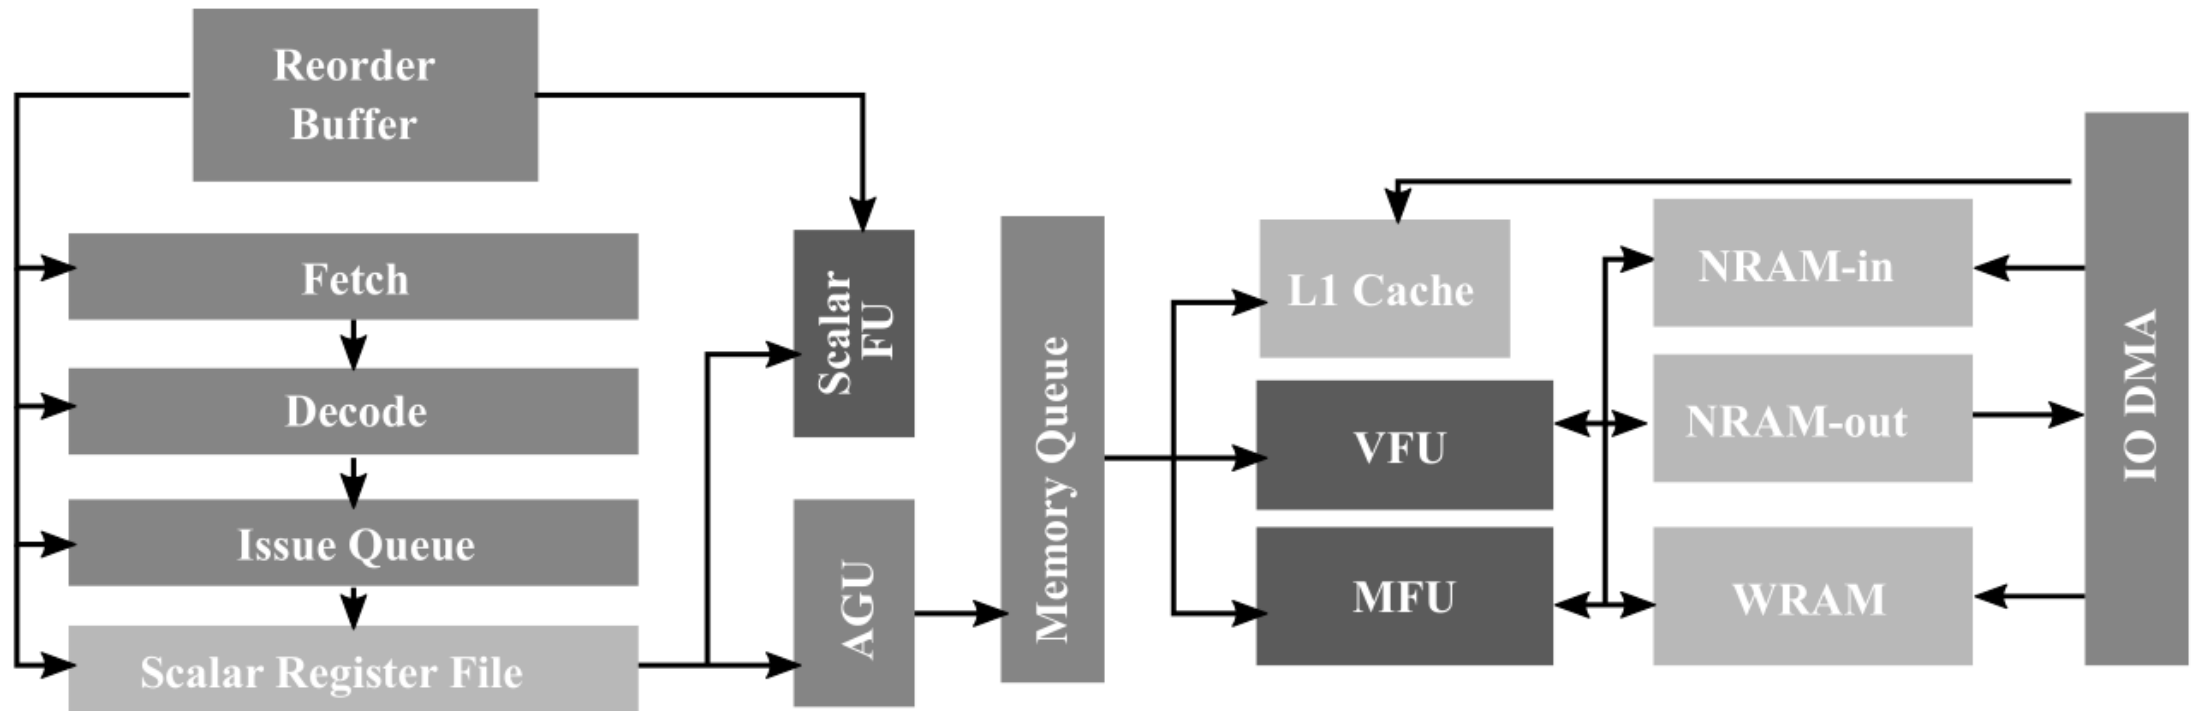 Reorder
Buffer
Fetch
Decode
Issue Queue
Scalar Register File
Scalar
FU
AGU
Memory Queue
L1 Cache
VFU
MFU
NRAM-in
NRAM-out
WRAM
IO DMA